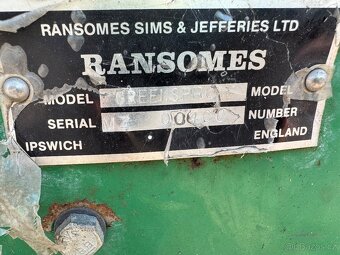 RANSOMES SIMS & JEFFERIES LTD
RANSOMES
MODEL MODEL
SERIAL NUMBER
IPSWICH ENGLAND